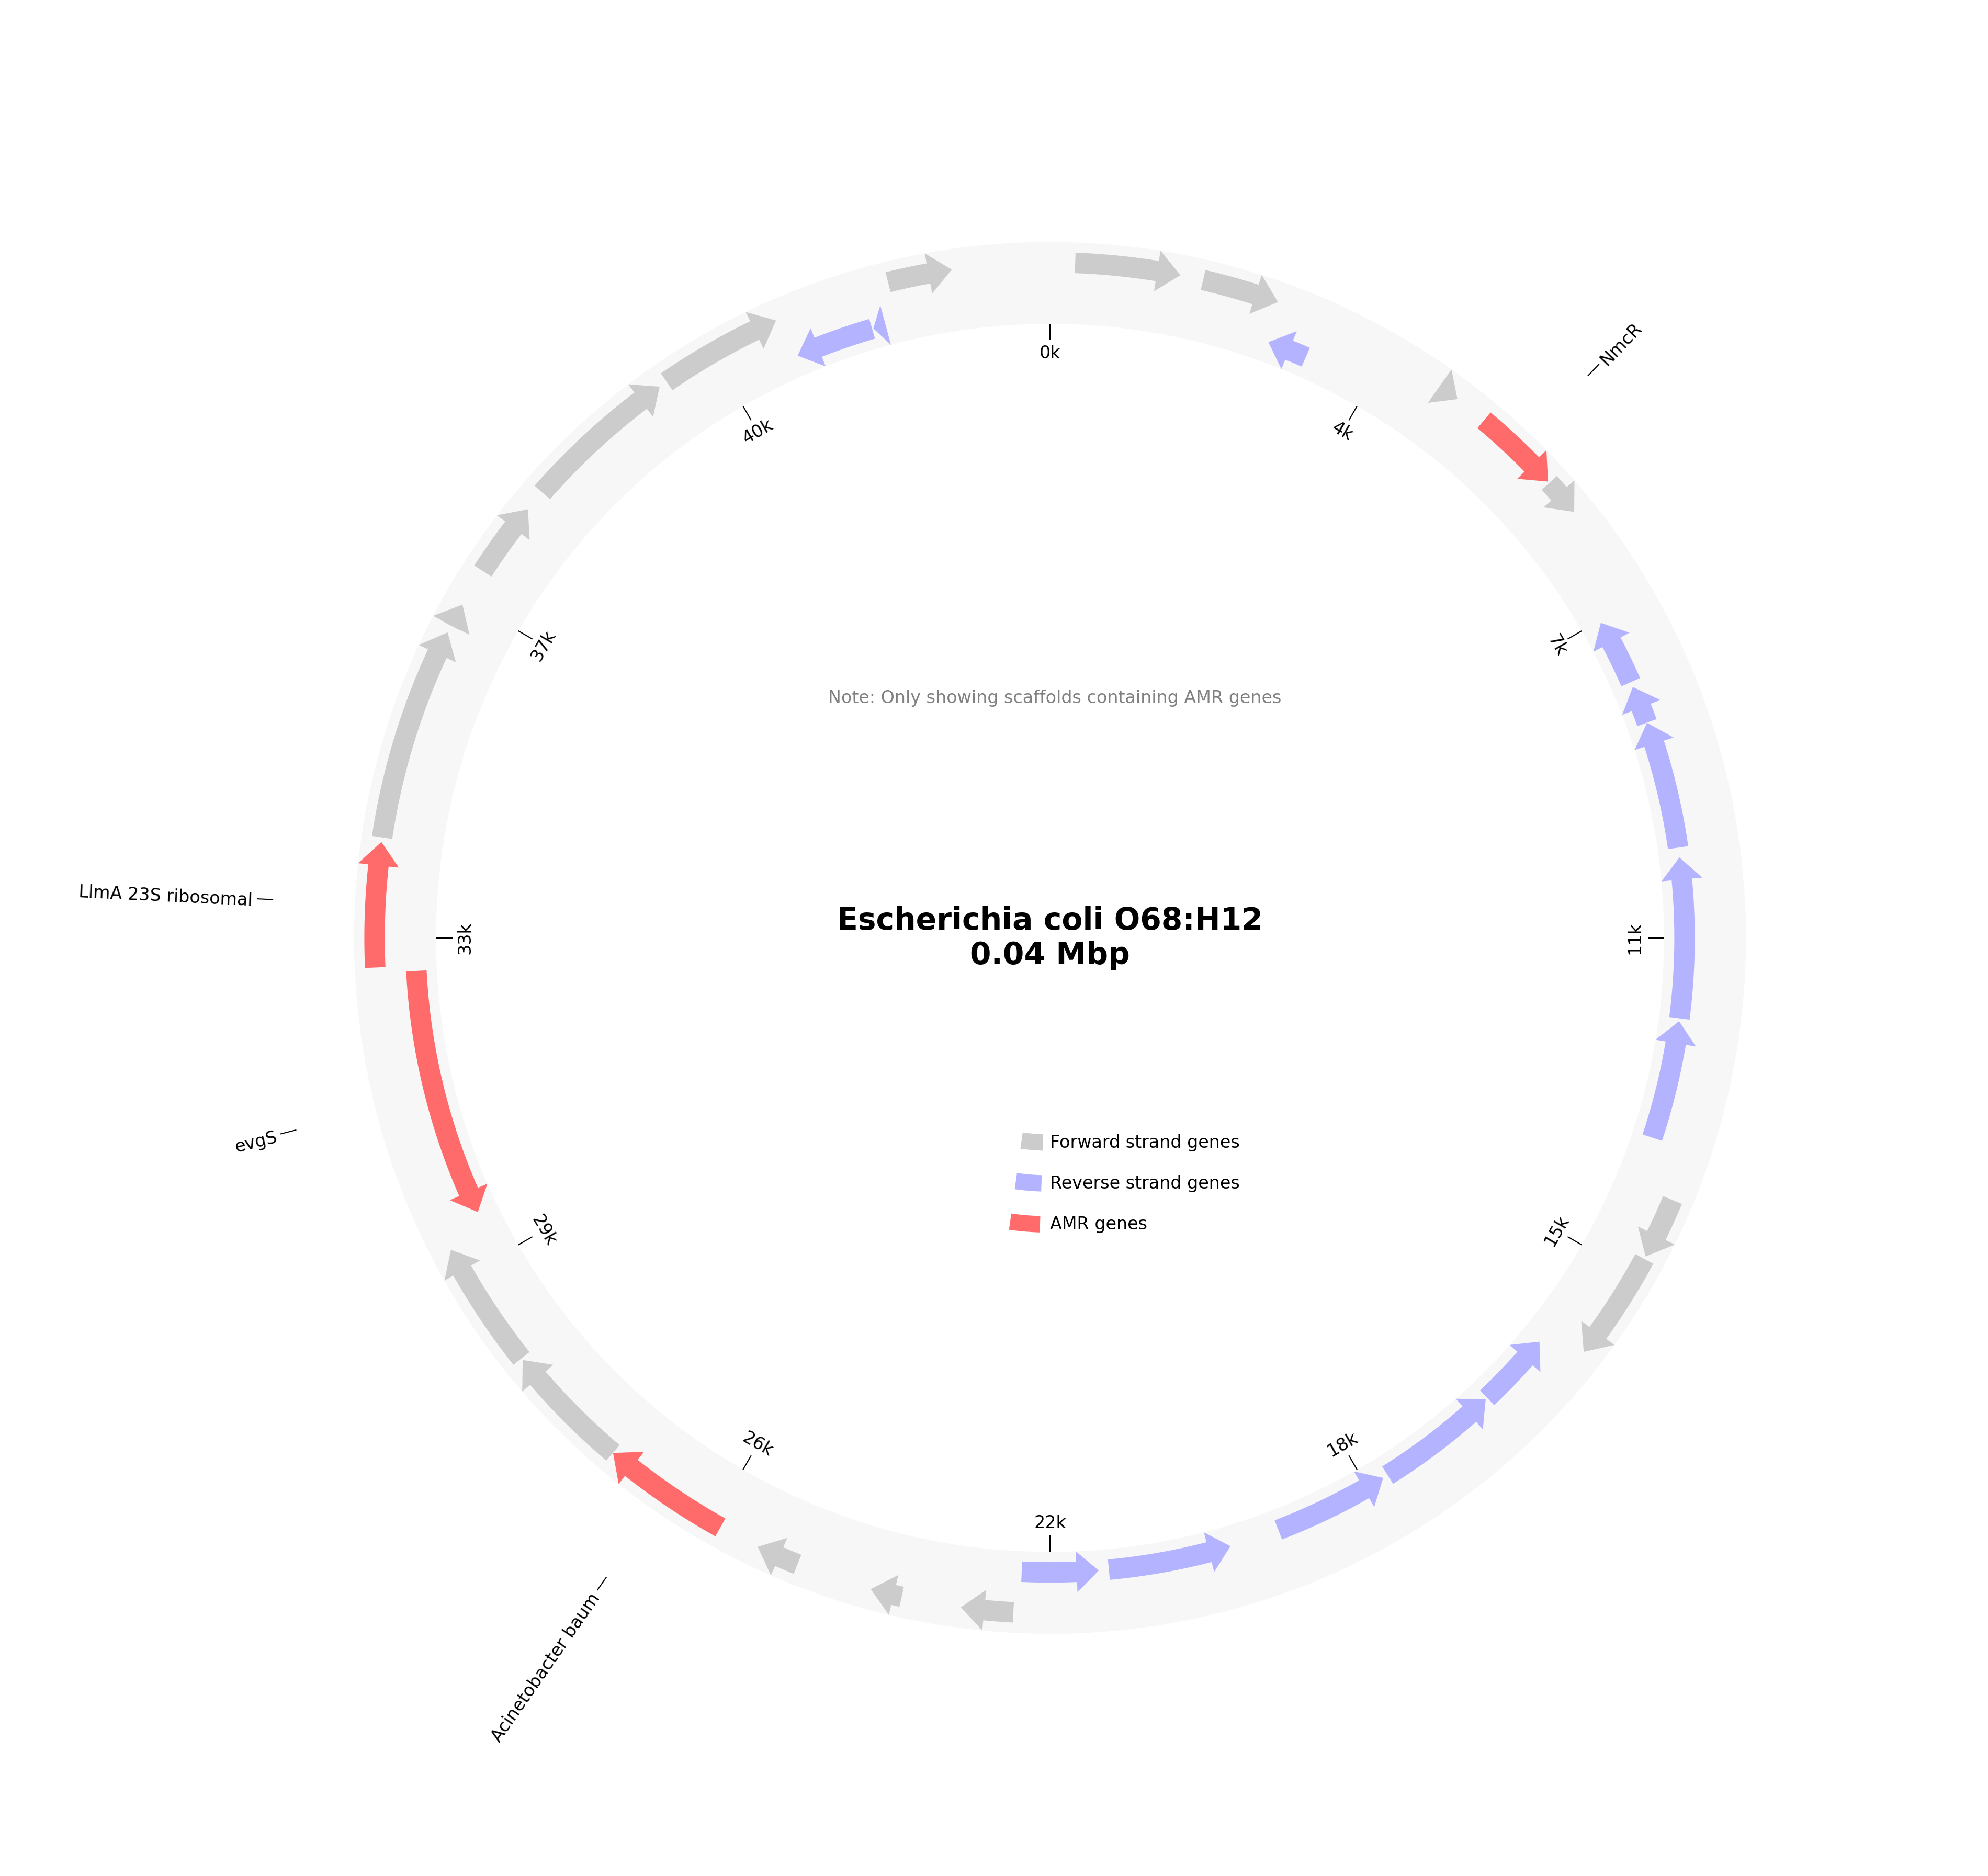 NmcR
0k
4k
40k
7k
37k
Note: Only showing scaffolds containing AMR genes
LlmA 23S ribosomal
33k
Escherichia coli O68:H12
0.04 Mbp
11k
evgS
Forward strand genes
Reverse strand genes
AMR genes
29k
15k
26k
18k
22k
Acinetobacter baum